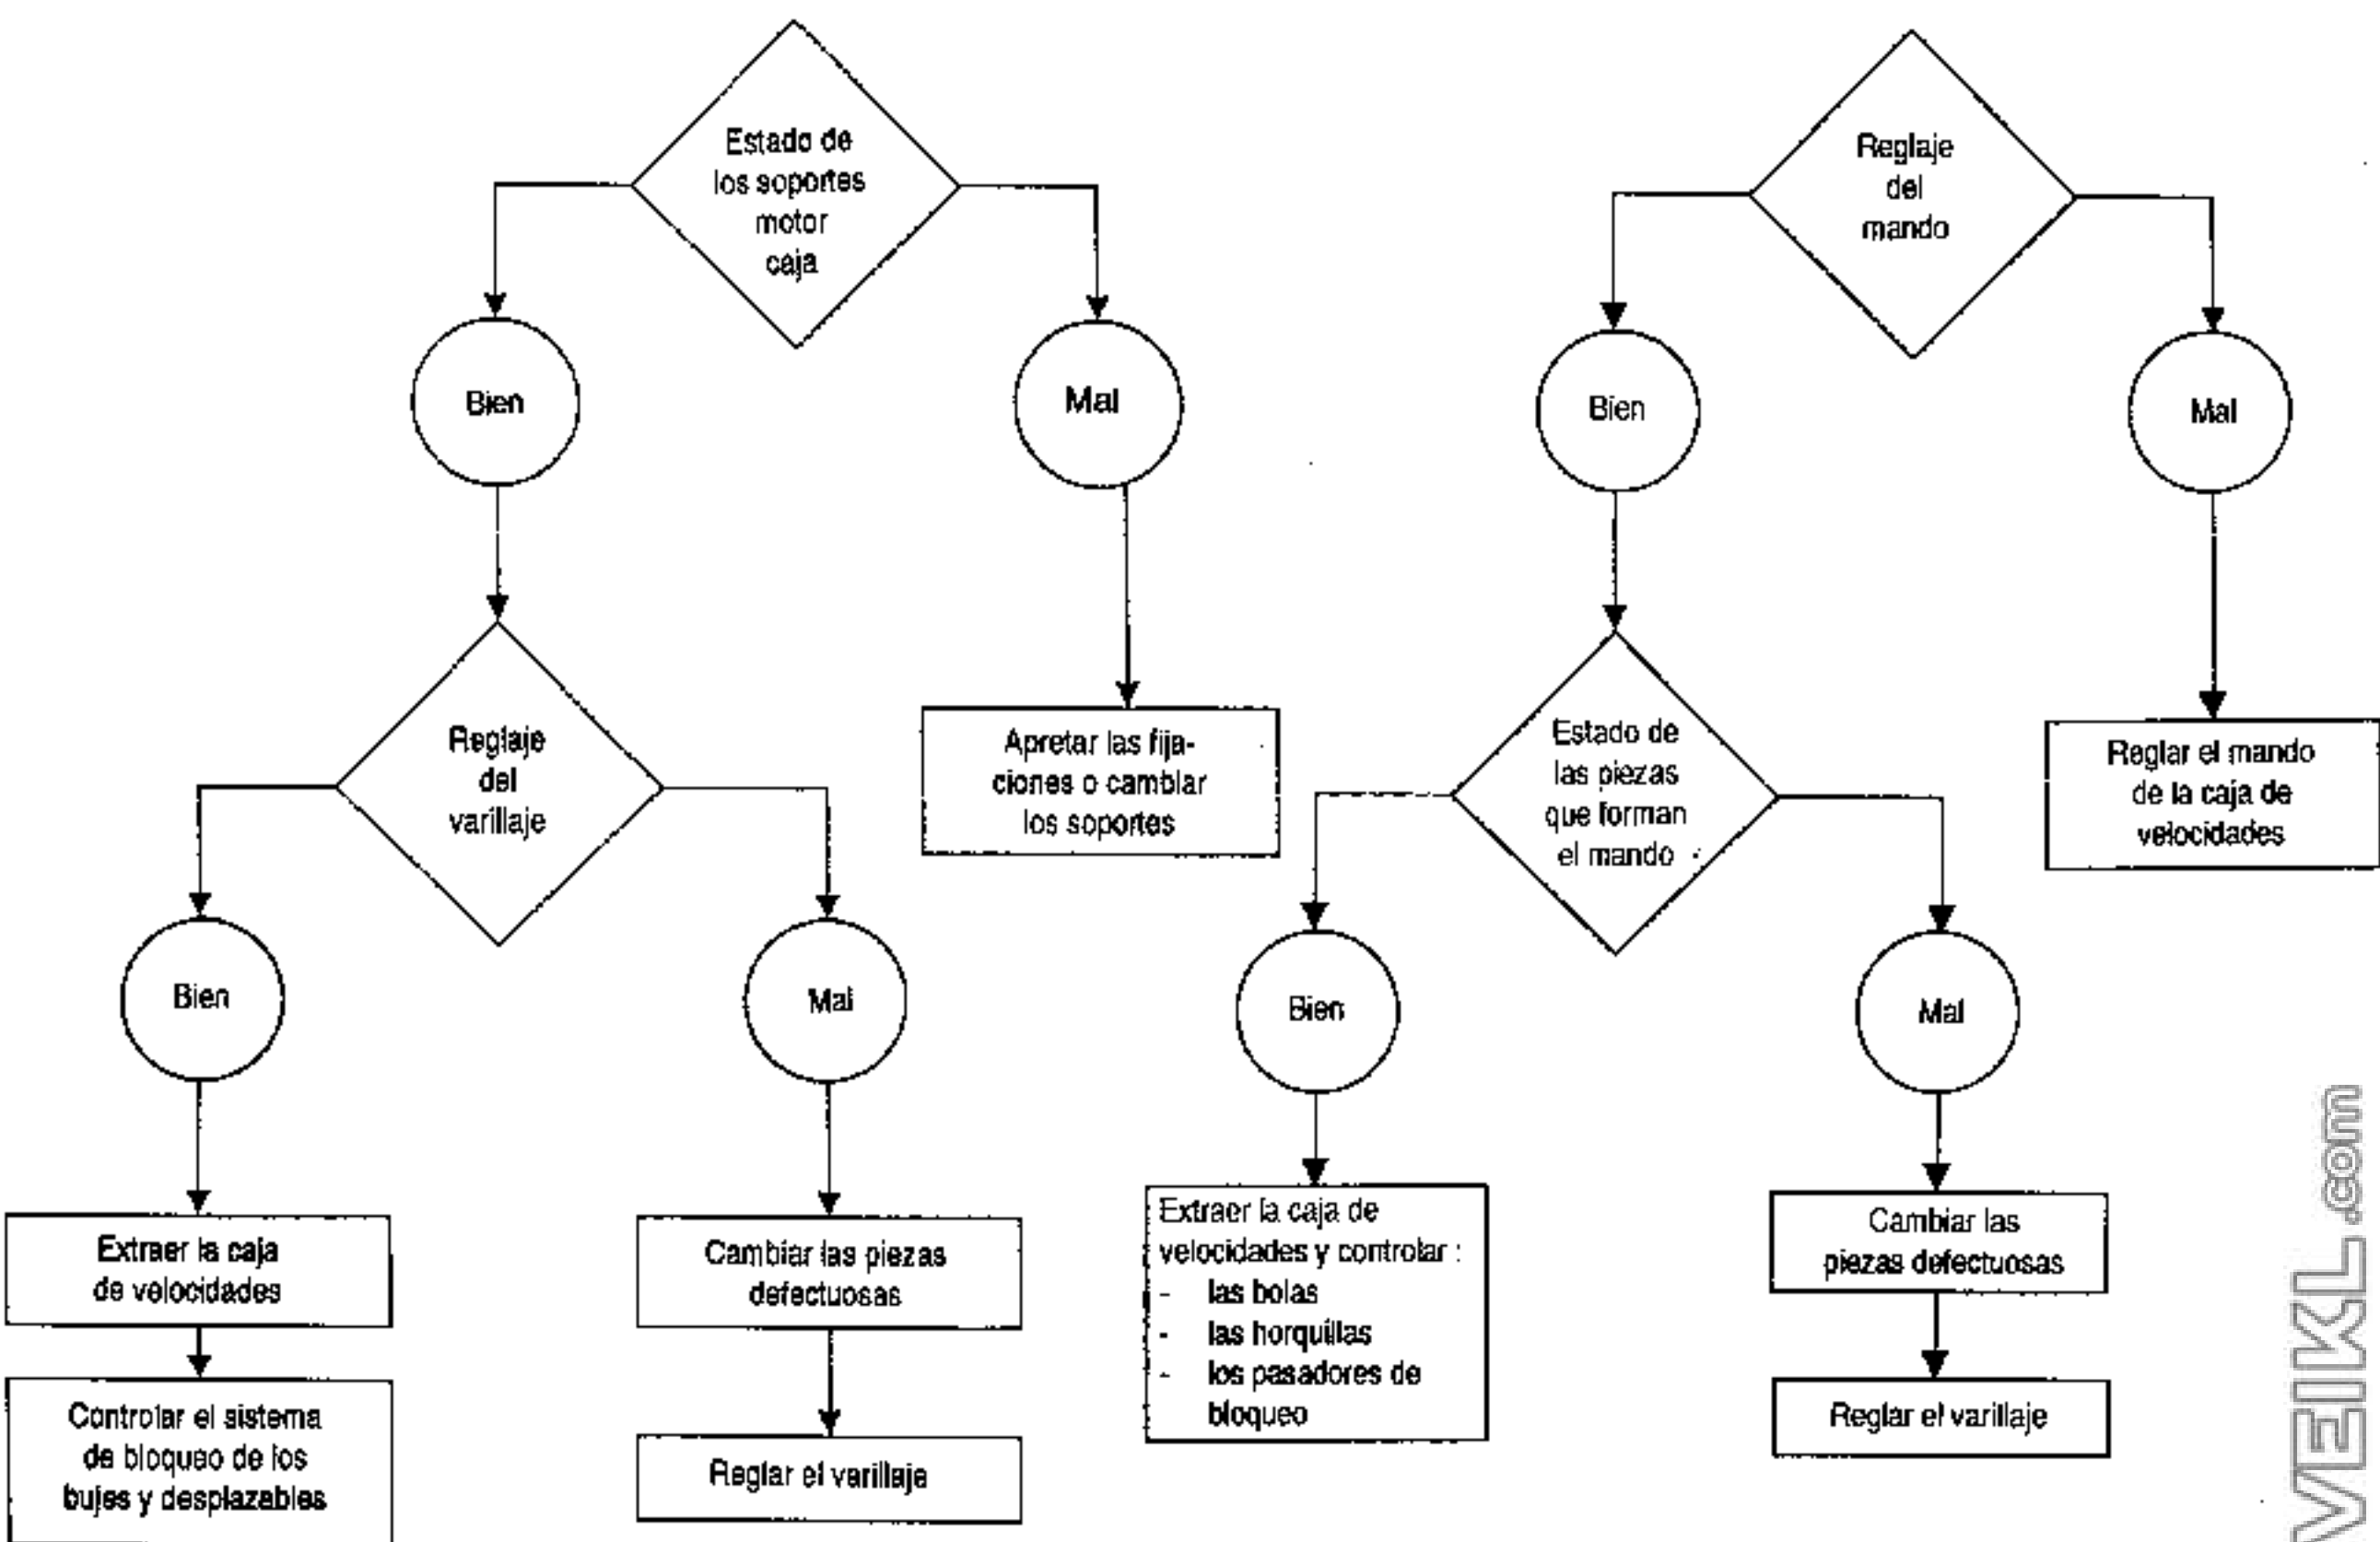 Estado de
los soportes
motor
caja
Bien
Mal
Reglaje
del
varillaje
Apretar las fija-
ciones o cambiar
los soportes
Bien
Mal
Extraer la caja
de velocidades
Controlar el sistema
de bloqueo de los
bujes y desplazables
Cambiar las piezas
defectuosas
Reglar el varillaje
Reglaje
del
mando
Bien
Mal
Estado de
las piezas
que forman
el mando
Reglar el mando
de la caja de
velocidades
Bien
Mal
Extraer la caja de
velocidades y controlar :
- las bolas
- las horquillas
- los pasadores de
bloqueo
Cambiar las
piezas defectuosas
Reglar el varillaje
VEIKL.com